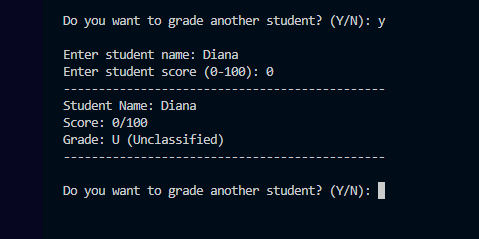 Do you want to grade another student? (Y/N): y
Enter student name: Diana
Enter student score (0-100): 0
----------------------------------------------
Student Name: Diana
Score: 0/100
Grade: U (Unclassified)
----------------------------------------------
Do you want to grade another student? (Y/N):